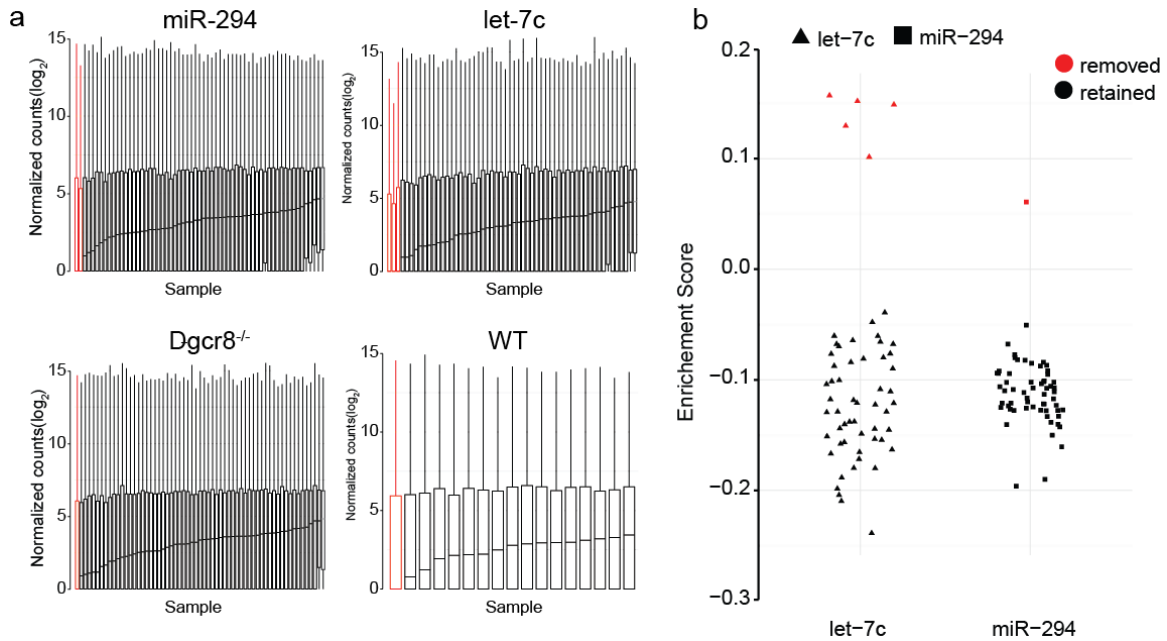 a
miR-294
Normalized counts(log2)
15
10
5
0
Sample
let-7c
Normalized counts(log2)
15
10
5
0
Sample
Dgcr8-/-
Normalized counts(log2)
15
10
5
0
Sample
WT
Normalized counts(log2)
15
10
5
0
Sample
b
let−7c miR−294
removed
retained
Enrichement Score
0.2
0.1
0.0
−0.1
−0.2
−0.3
let−7c miR−294